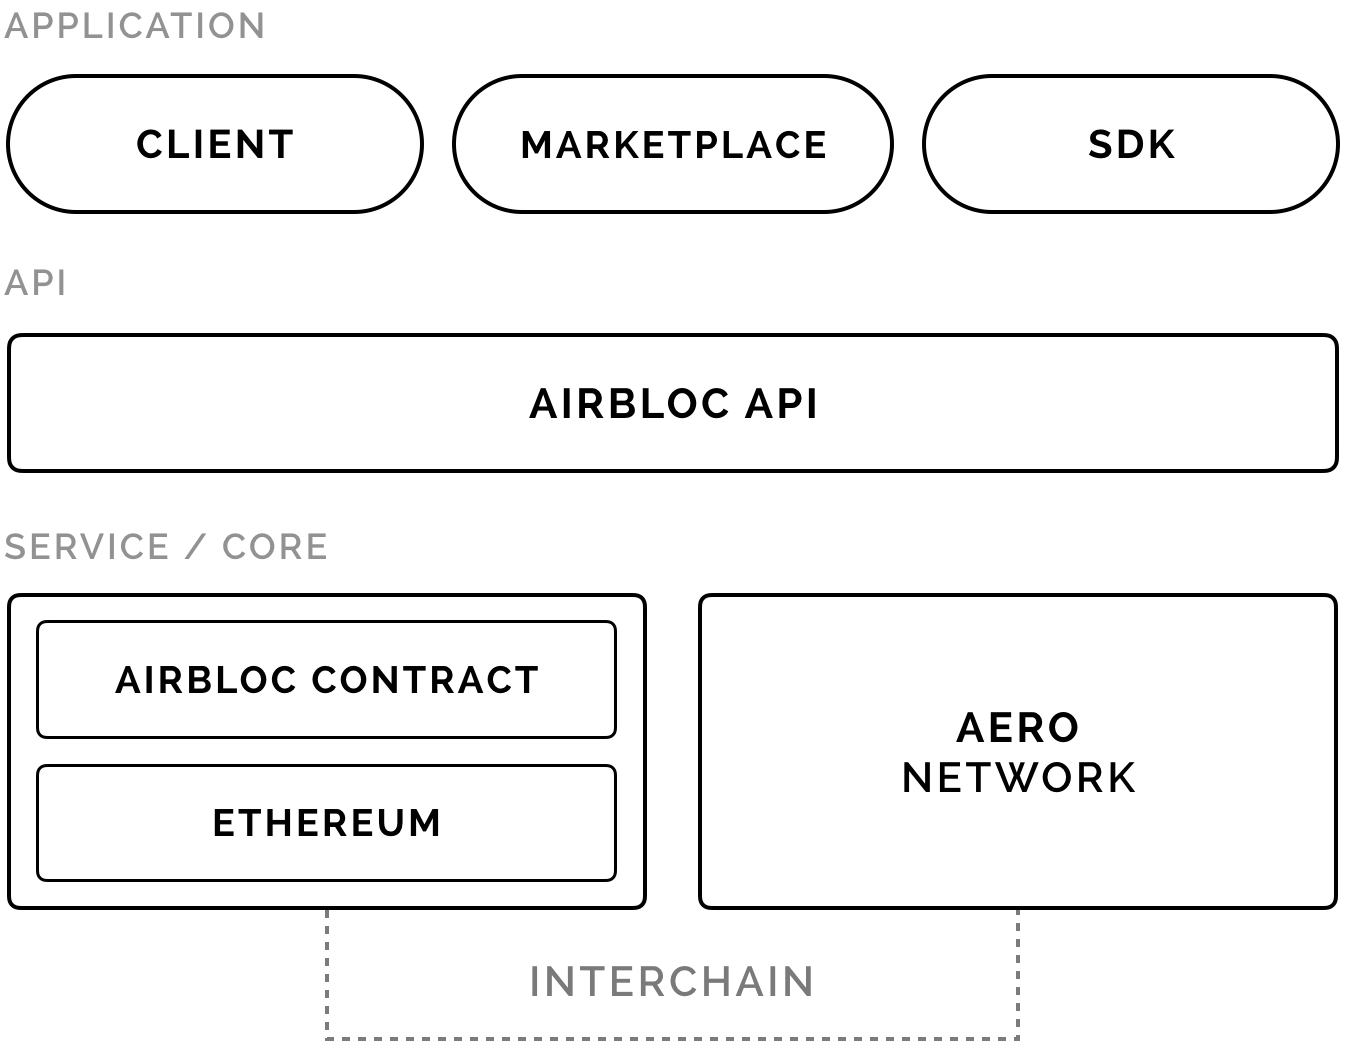 APPLICATION
CLIENT
MARKETPLACE
SDK
API
AIRBLOC API
SERVICE / CORE
AIRBLOC CONTRACT
ETHEREUM
AERO
NETWORK
INTERCHAIN